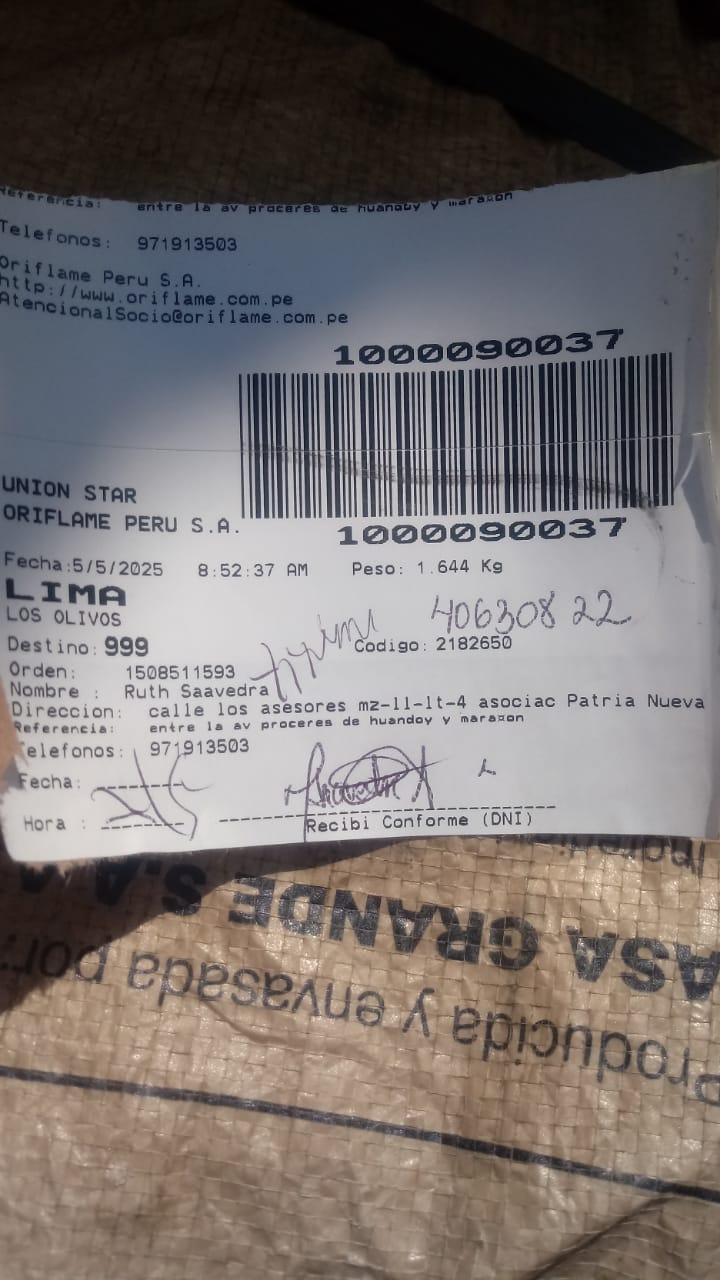 Referencia: entre la av proceres de huandoy y maraxon
Telefonos: 971913503
Oriflame Peru S.A.
http://www.oriflame.com.pe
AtencionalSocio@oriflame.com.pe
1000090037
1000090037
UNION STAR
ORIFLAME PERU S.A.
Fecha:5/5/2025 8:52:37 AM Peso: 1.644 Kg
LIMA
LOS OLIVOS
40630822
Destino: 999 Codigo: 2182650
Orden: 1508511593
Nombre : Ruth Saavedra
Direccion: calle los asesores mz-ll-lt-4 asociac Patria Nueva
Referencia: entre la av proceres de huandoy y maraxon
Telefonos: 971913503
Fecha:
Hora :
Recibi Conforme (DNI)
ASA GRANDE S.A.A
Producida y envasada por: